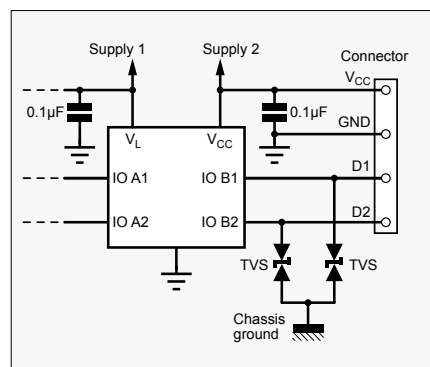 Supply 1
Supply 2
Connector
VCC
0.1µF
0.1µF
GND
VL
VCC
IO A1
IO B1
D1
IO A2
IO B2
D2
TVS
TVS
Chassis
ground